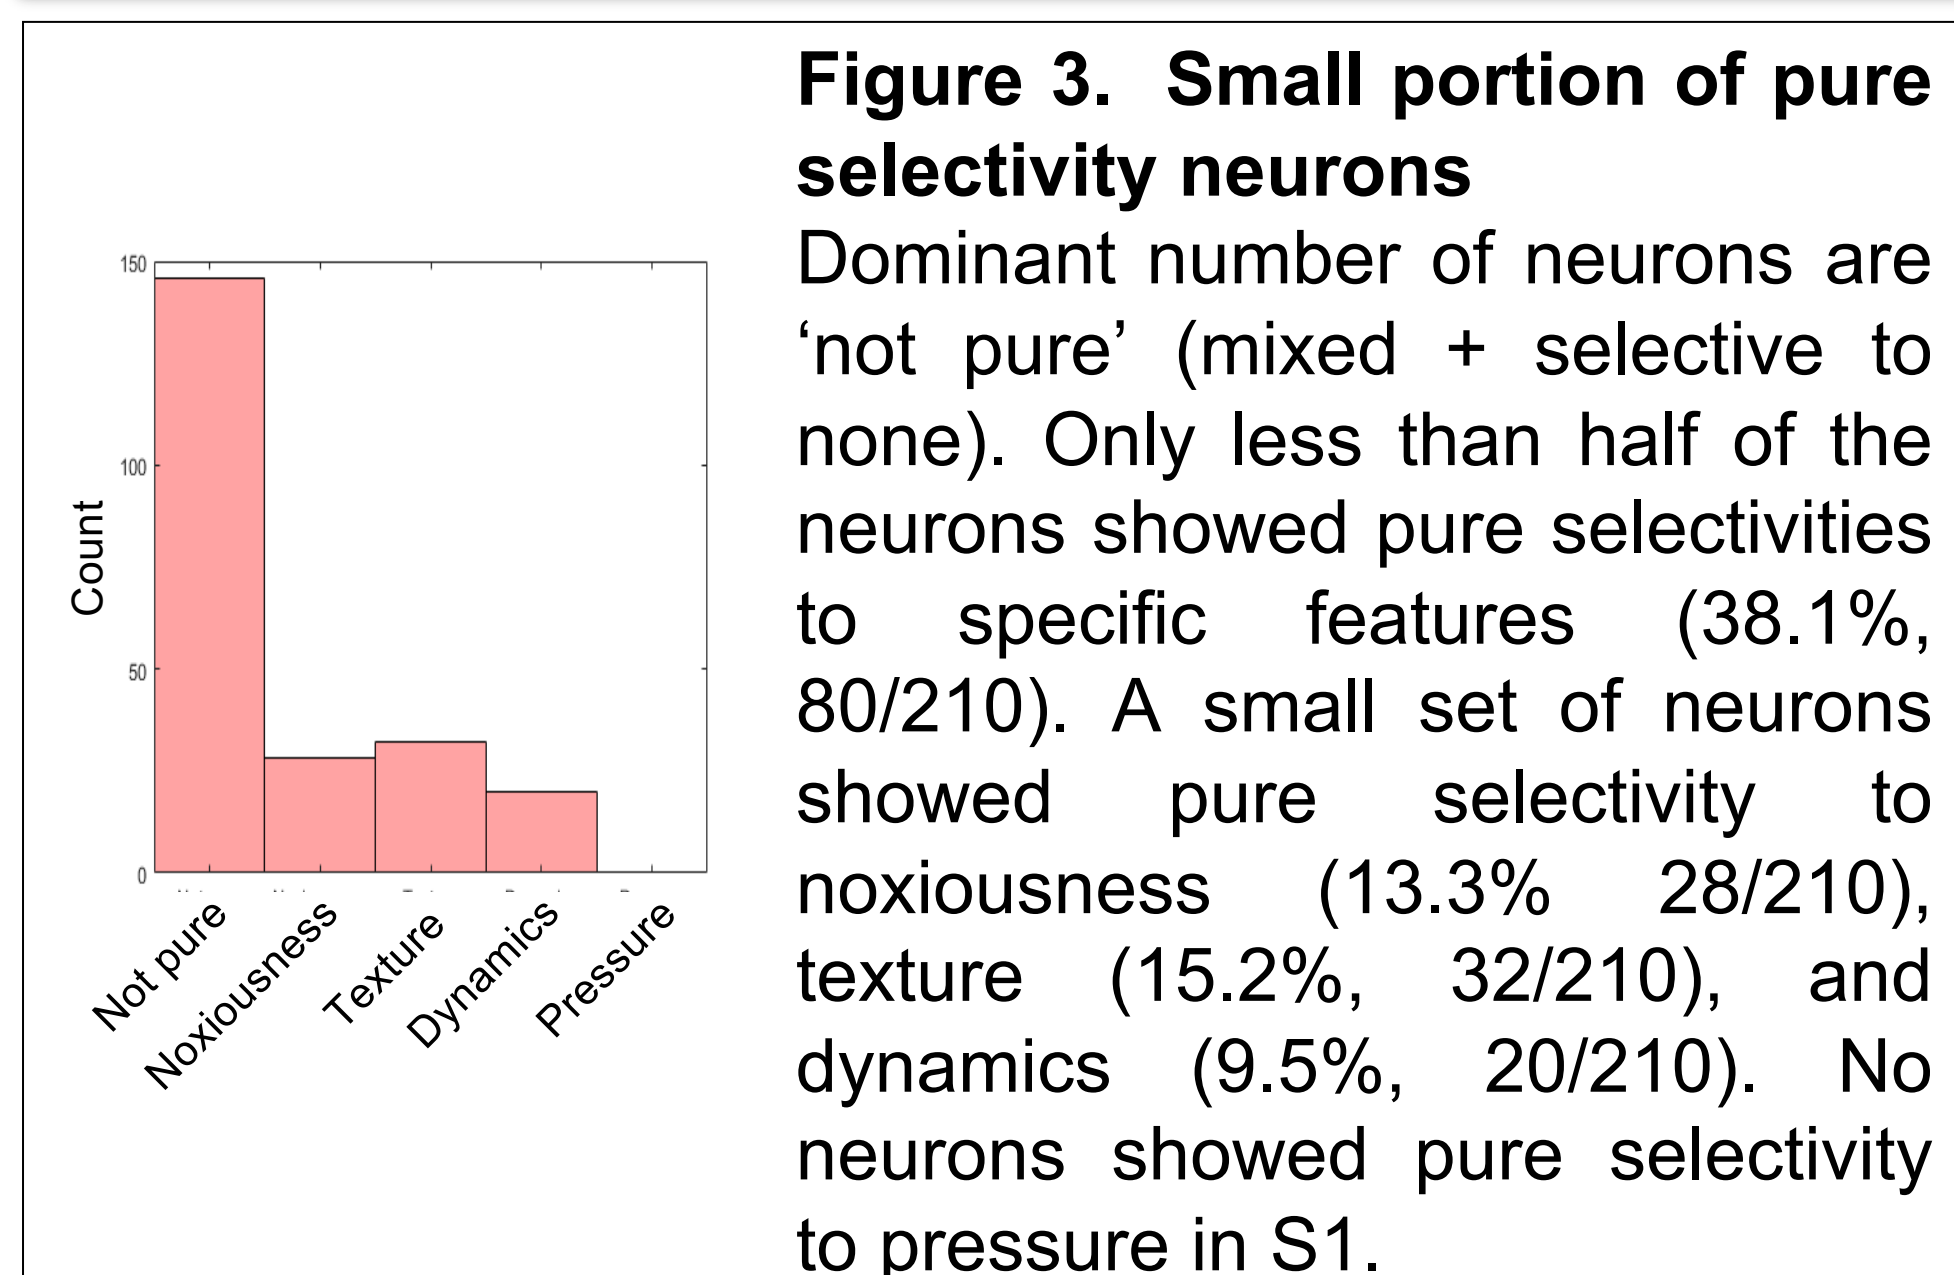 Figure 3.  Small portion of pure
selectivity neurons
Dominant number of neurons are
‘not pure’ (mixed + selective to
none). Only less than half of the
neurons showed pure selectivities
to specific features (38.1%,
80/210). A small set of neurons
showed pure selectivity to
noxiousness (13.3% 28/210),
texture (15.2%, 32/210), and
dynamics (9.5%, 20/210). No
neurons showed pure selectivity
to pressure in S1.
150
100
50
0
Count
Not pure
Noxiousness
Texture
Dynamics
Pressure